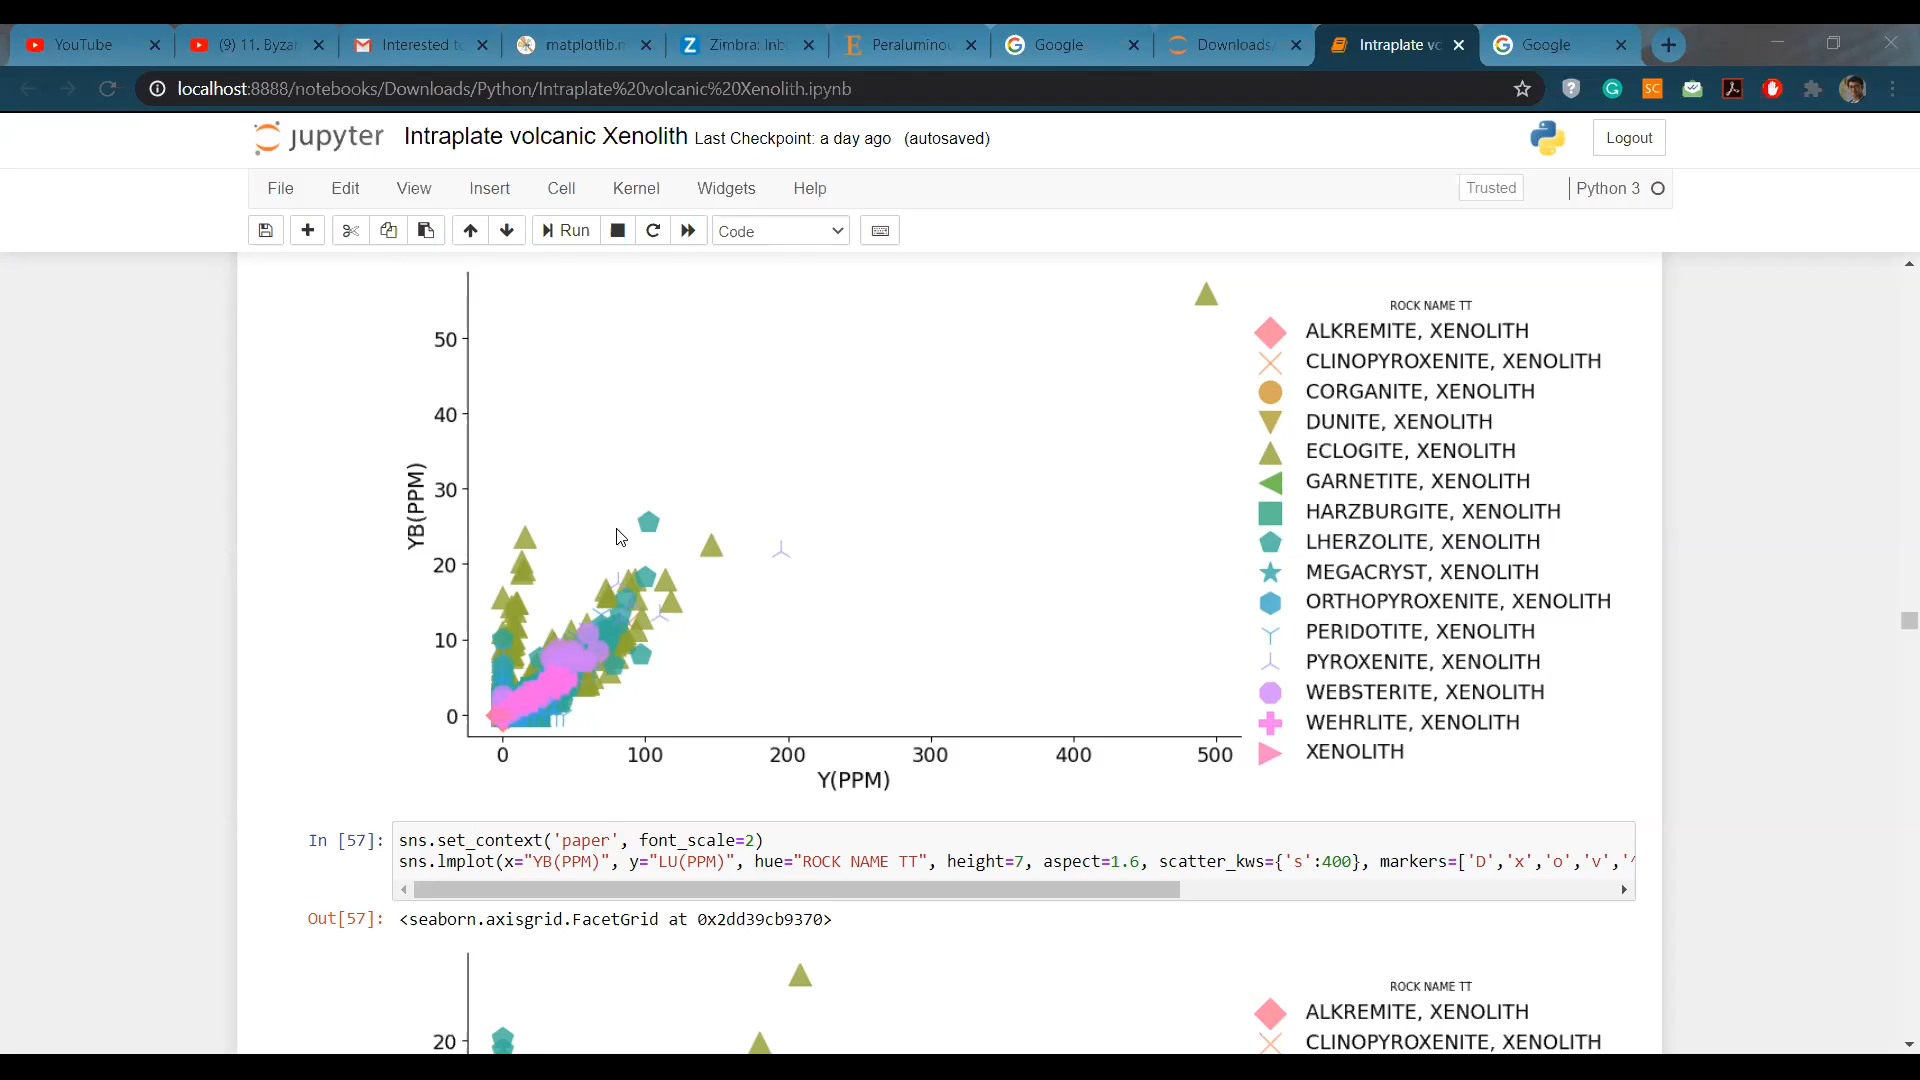 YouTube
(9) 11. Byza
Interested t
matplotlib.
Zimbra: Inb
Peralumino
Google
Downloads
Intraplate vo
Google
localhost:8888/notebooks/Downloads/Python/Intraplate%20volcanic%20Xenolith.ipynb
jupyter Intraplate volcanic Xenolith Last Checkpoint: a day ago (autosaved)
Logout
File Edit View Insert Cell Kernel Widgets Help
Trusted
Python 3
Run
Code
YB(PPM)
50
40
30
20
10
0
0 100 200 300 400 500
Y(PPM)
ROCK NAME TT
ALKREMITE, XENOLITH
CLINOPYROXENITE, XENOLITH
CORGANITE, XENOLITH
DUNITE, XENOLITH
ECLOGITE, XENOLITH
GARNETITE, XENOLITH
HARZBURGITE, XENOLITH
LHERZOLITE, XENOLITH
MEGACRYST, XENOLITH
ORTHOPYROXENITE, XENOLITH
PERIDOTITE, XENOLITH
PYROXENITE, XENOLITH
WEBSTERITE, XENOLITH
WEHRLITE, XENOLITH
XENOLITH
In [57]:
sns.set_context('paper', font_scale=2)
sns.lmplot(x="YB(PPM)", y="LU(PPM)", hue="ROCK NAME TT", height=7, aspect=1.6, scatter_kws={'s':400}, markers=['D','x','o','v','^
Out[57]: <seaborn.axisgrid.FacetGrid at 0x2dd39cb9370>
20
ROCK NAME TT
ALKREMITE, XENOLITH
CLINOPYROXENITE, XENOLITH